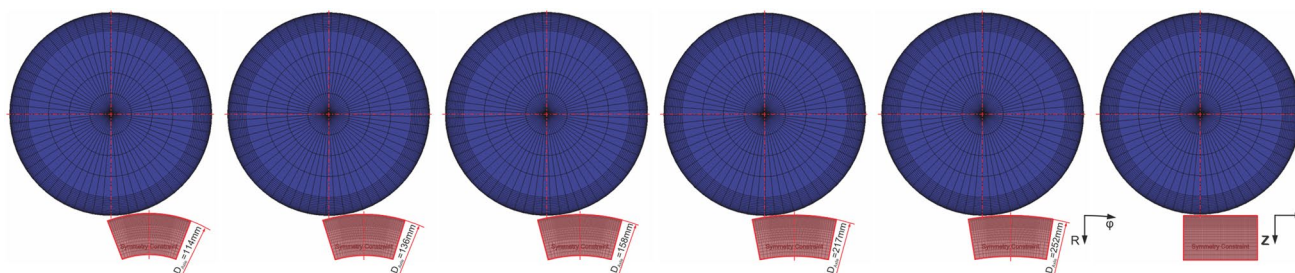 Symmetry Constraint
D=114mm
Symmetry Constraint
D=136mm
Symmetry Constraint
D=158mm
Symmetry Constraint
D=217mm
Symmetry Constraint
D=252mm
R
φ
Symmetry Constraint
Z